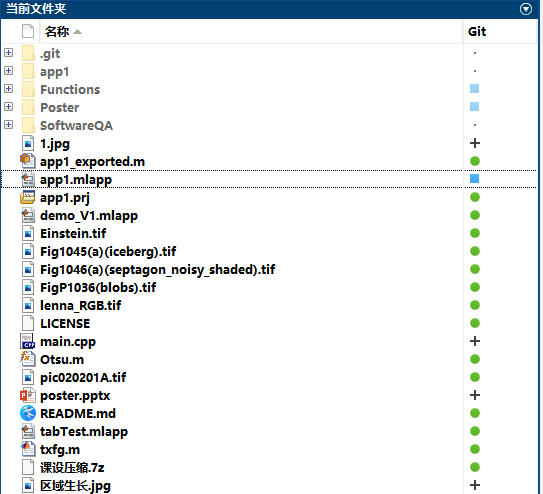 当前文件夹
名称 Git
.git
app1
Functions
Poster
SoftwareQA
1.jpg
app1_exported.m
app1.mlapp
app1.prj
demo_V1.mlapp
Einstein.tif
Fig1045(a)(iceberg).tif
Fig1046(a)(septagon_noisy_shaded).tif
FigP1036(blobs).tif
lenna_RGB.tif
LICENSE
main.cpp
Otsu.m
pic020201A.tif
poster.pptx
README.md
tabTest.mlapp
txfg.m
课设压缩.7z
区域生长.jpg